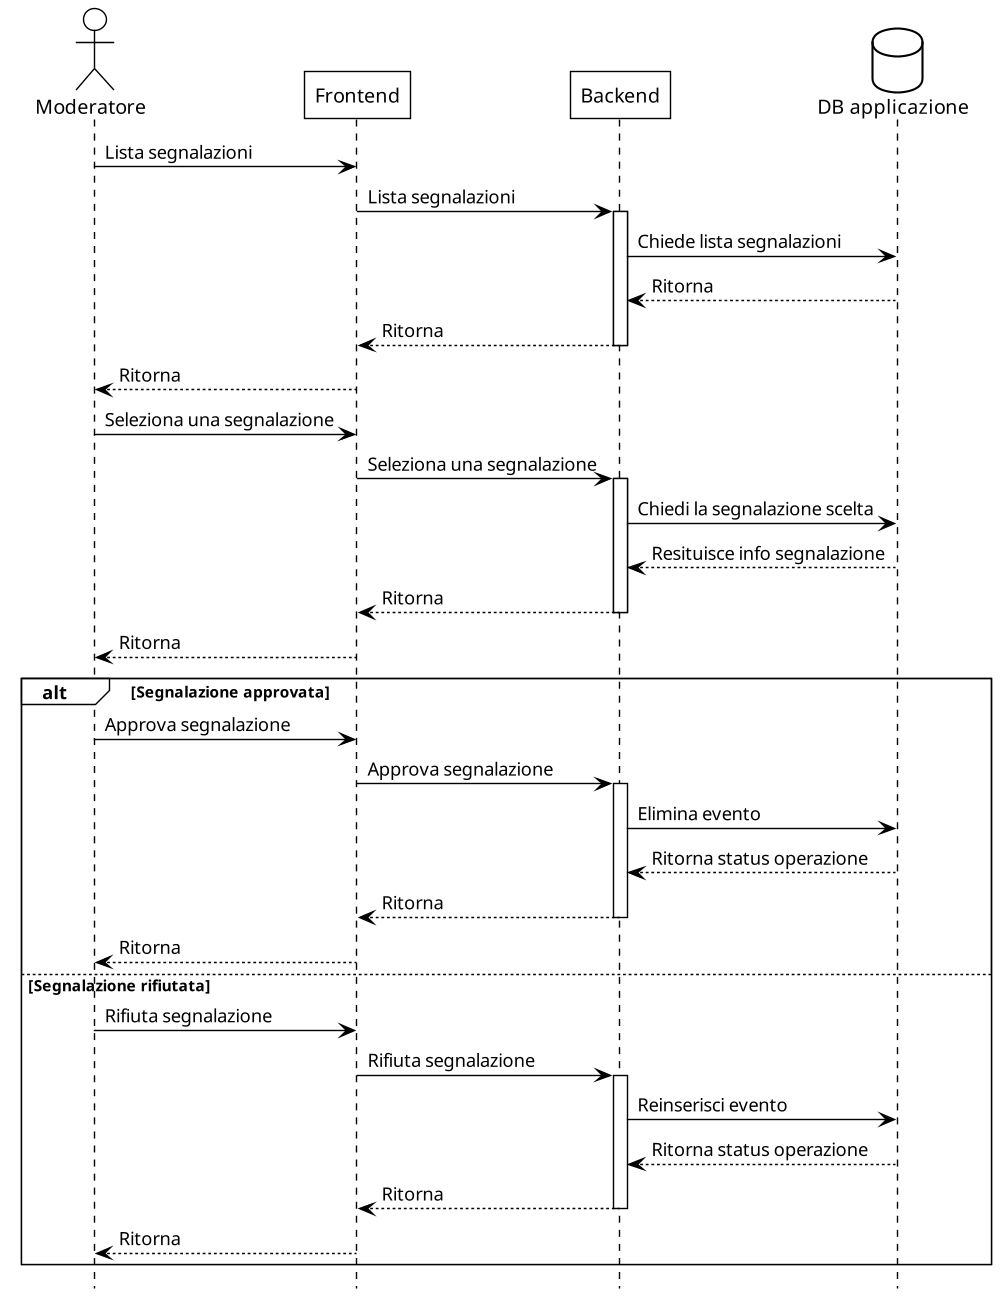 Moderatore
Frontend
Backend
DB applicazione
Lista segnalazioni
Lista segnalazioni
Chiede lista segnalazioni
Ritorna
Ritorna
Ritorna
Seleziona una segnalazione
Seleziona una segnalazione
Chiedi la segnalazione scelta
Resituisce info segnalazione
Ritorna
Ritorna
alt
[Segnalazione approvata]
Approva segnalazione
Approva segnalazione
Elimina evento
Ritorna status operazione
Ritorna
Ritorna
[Segnalazione rifiutata]
Rifiuta segnalazione
Rifiuta segnalazione
Reinserisci evento
Ritorna status operazione
Ritorna
Ritorna